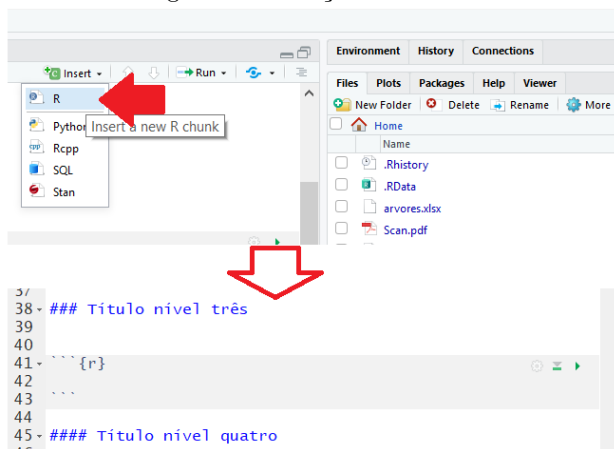 Environment History Connections
Insert Run
Files Plots Packages Help Viewer
R
New Folder Delete Rename More
Python Insert a new R chunk
Home
Rcpp
Name
SQL
.Rhistory
Stan
.RData
arvores.xlsx
Scan.pdf
37
38 ### Título nível três
39
40
41 ```{r}
42
43 ```
44
45 #### Título nível quatro